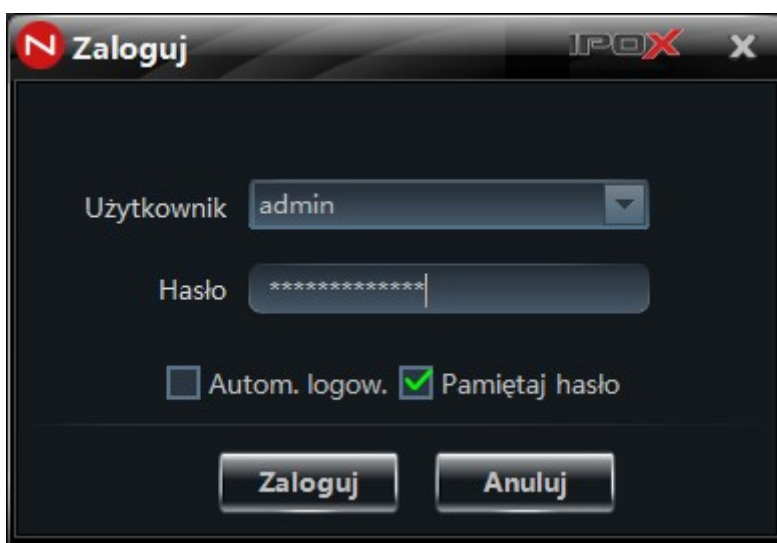 N Zaloguj IPOX X
Użytkownik admin
Hasło *************
Autom. logow. Pamiętaj hasło
Zaloguj Anuluj